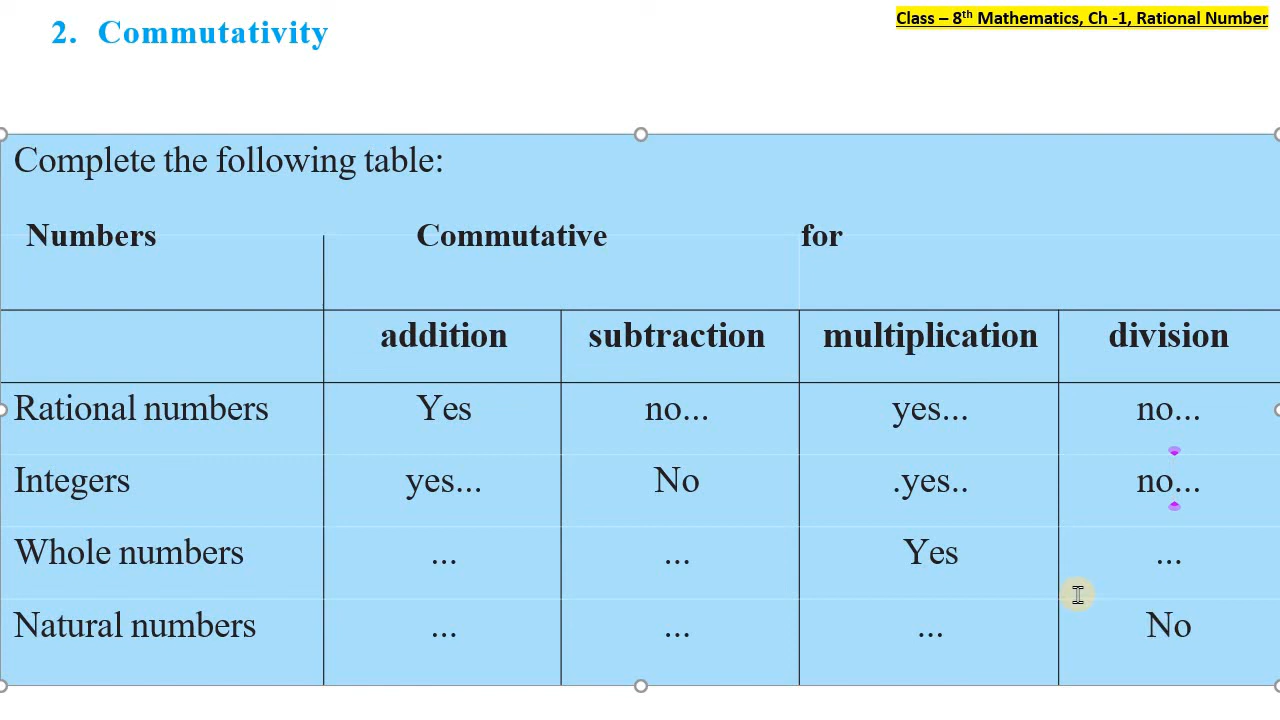 2. Commutativity
Class – 8th Mathematics, Ch -1, Rational Number
Complete the following table:
Numbers Commutative for
addition subtraction multiplication division
Rational numbers Yes no... yes... no...
Integers yes... No .yes.. no...
Whole numbers ... ... Yes ...
Natural numbers ... ... ... No